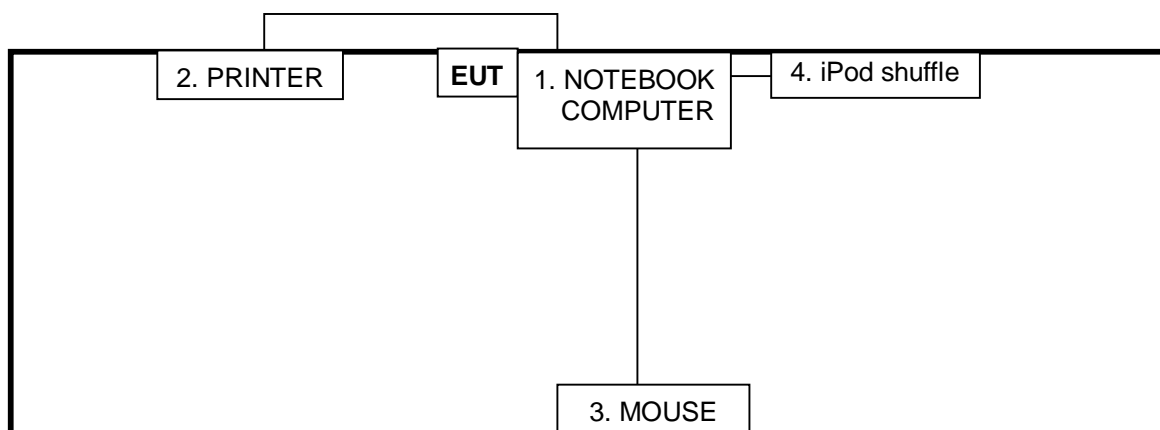 2. PRINTER
EUT
1. NOTEBOOK
COMPUTER
4. iPod shuffle
3. MOUSE